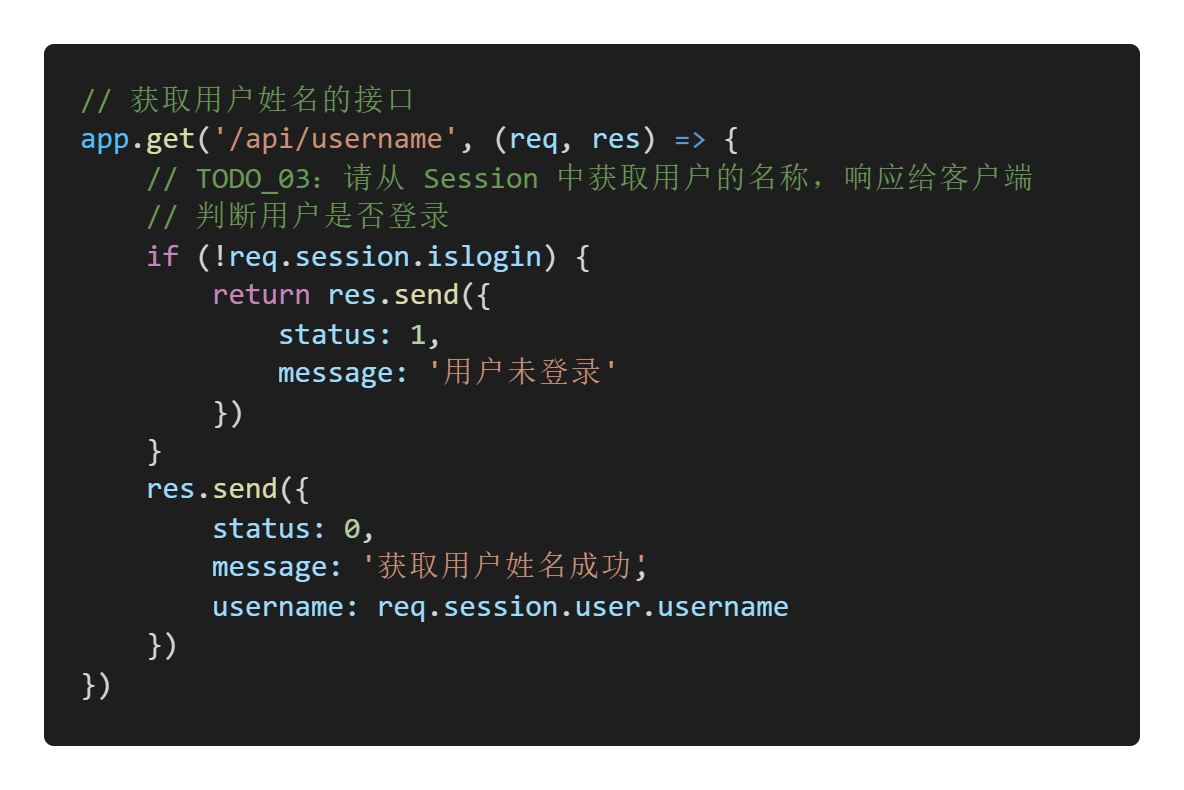 // 获取用户姓名的接口
app.get('/api/username', (req, res) => {
    // TODO_03：请从 Session 中获取用户的名称，响应给客户端
    // 判断用户是否登录
    if (!req.session.islogin) {
        return res.send({
            status: 1,
            message: '用户未登录'
        })
    }
    res.send({
        status: 0,
        message: '获取用户姓名成功',
        username: req.session.user.username
    })
})